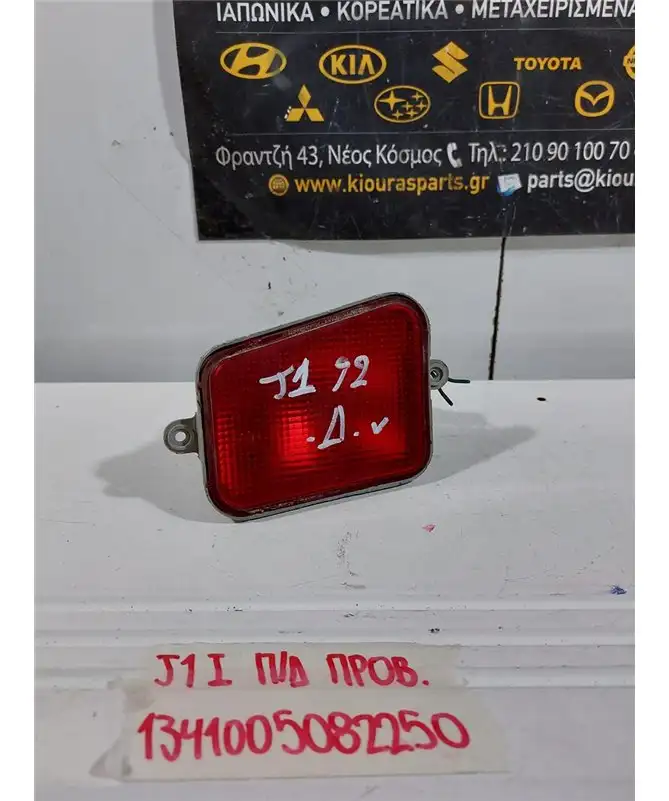 ΙΑΠΩΝΙΚΑ • ΚΟΡΕΑΤΙΚΑ • ΜΕΤΑΧΕΙΡΙΣΜΕΝΑ
KIA
TOYOTA
Φραντζή 43, Νέος Κόσμος Τηλ.: 210 90 100 70
www.kiourasparts.gr parts@kiou
J1 92
.Δ.
J1 I Π/Δ ΠΡΟΒ.
1341005082250